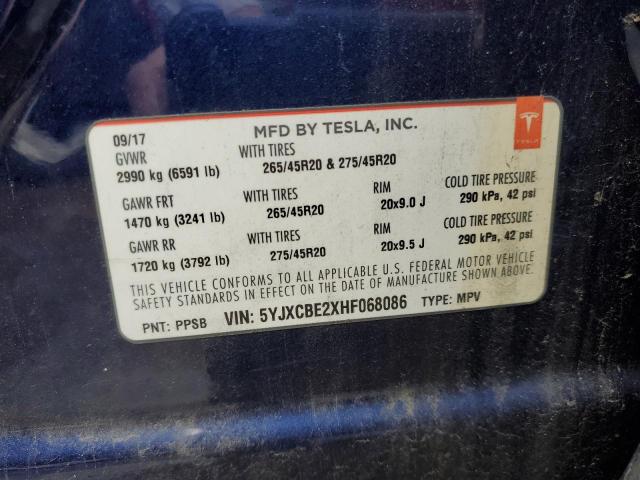 09/17 MFD BY TESLA, INC.
TESLA
GVWR WITH TIRES
2990 kg (6591 lb) 265/45R20 & 275/45R20
GAWR FRT WITH TIRES RIM COLD TIRE PRESSURE
1470 kg (3241 lb) 265/45R20 20x9.0 J 290 kPa, 42 psi
GAWR RR WITH TIRES RIM COLD TIRE PRESSURE
1720 kg (3792 lb) 275/45R20 20x9.5 J 290 kPa, 42 psi
THIS VEHICLE CONFORMS TO ALL APPLICABLE U.S. FEDERAL MOTOR VEHICLE
SAFETY STANDARDS IN EFFECT ON THE DATE OF MANUFACTURE SHOWN ABOVE.
PNT: PPSB VIN: 5YJXCBE2XHF068086 TYPE: MPV